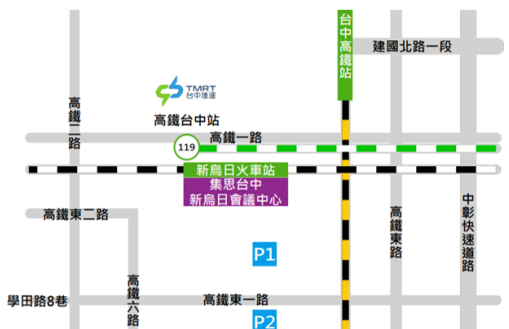 台中高鐵站
建國北路一段
TMRT
台中捷運
高鐵二路
高鐵台中站
高鐵一路
119
新烏日火車站
集思台中
新烏日會議中心
高鐵東二路
高鐵東路
中彰快速道路
P1
高鐵六路
學田路8巷
高鐵東一路
P2